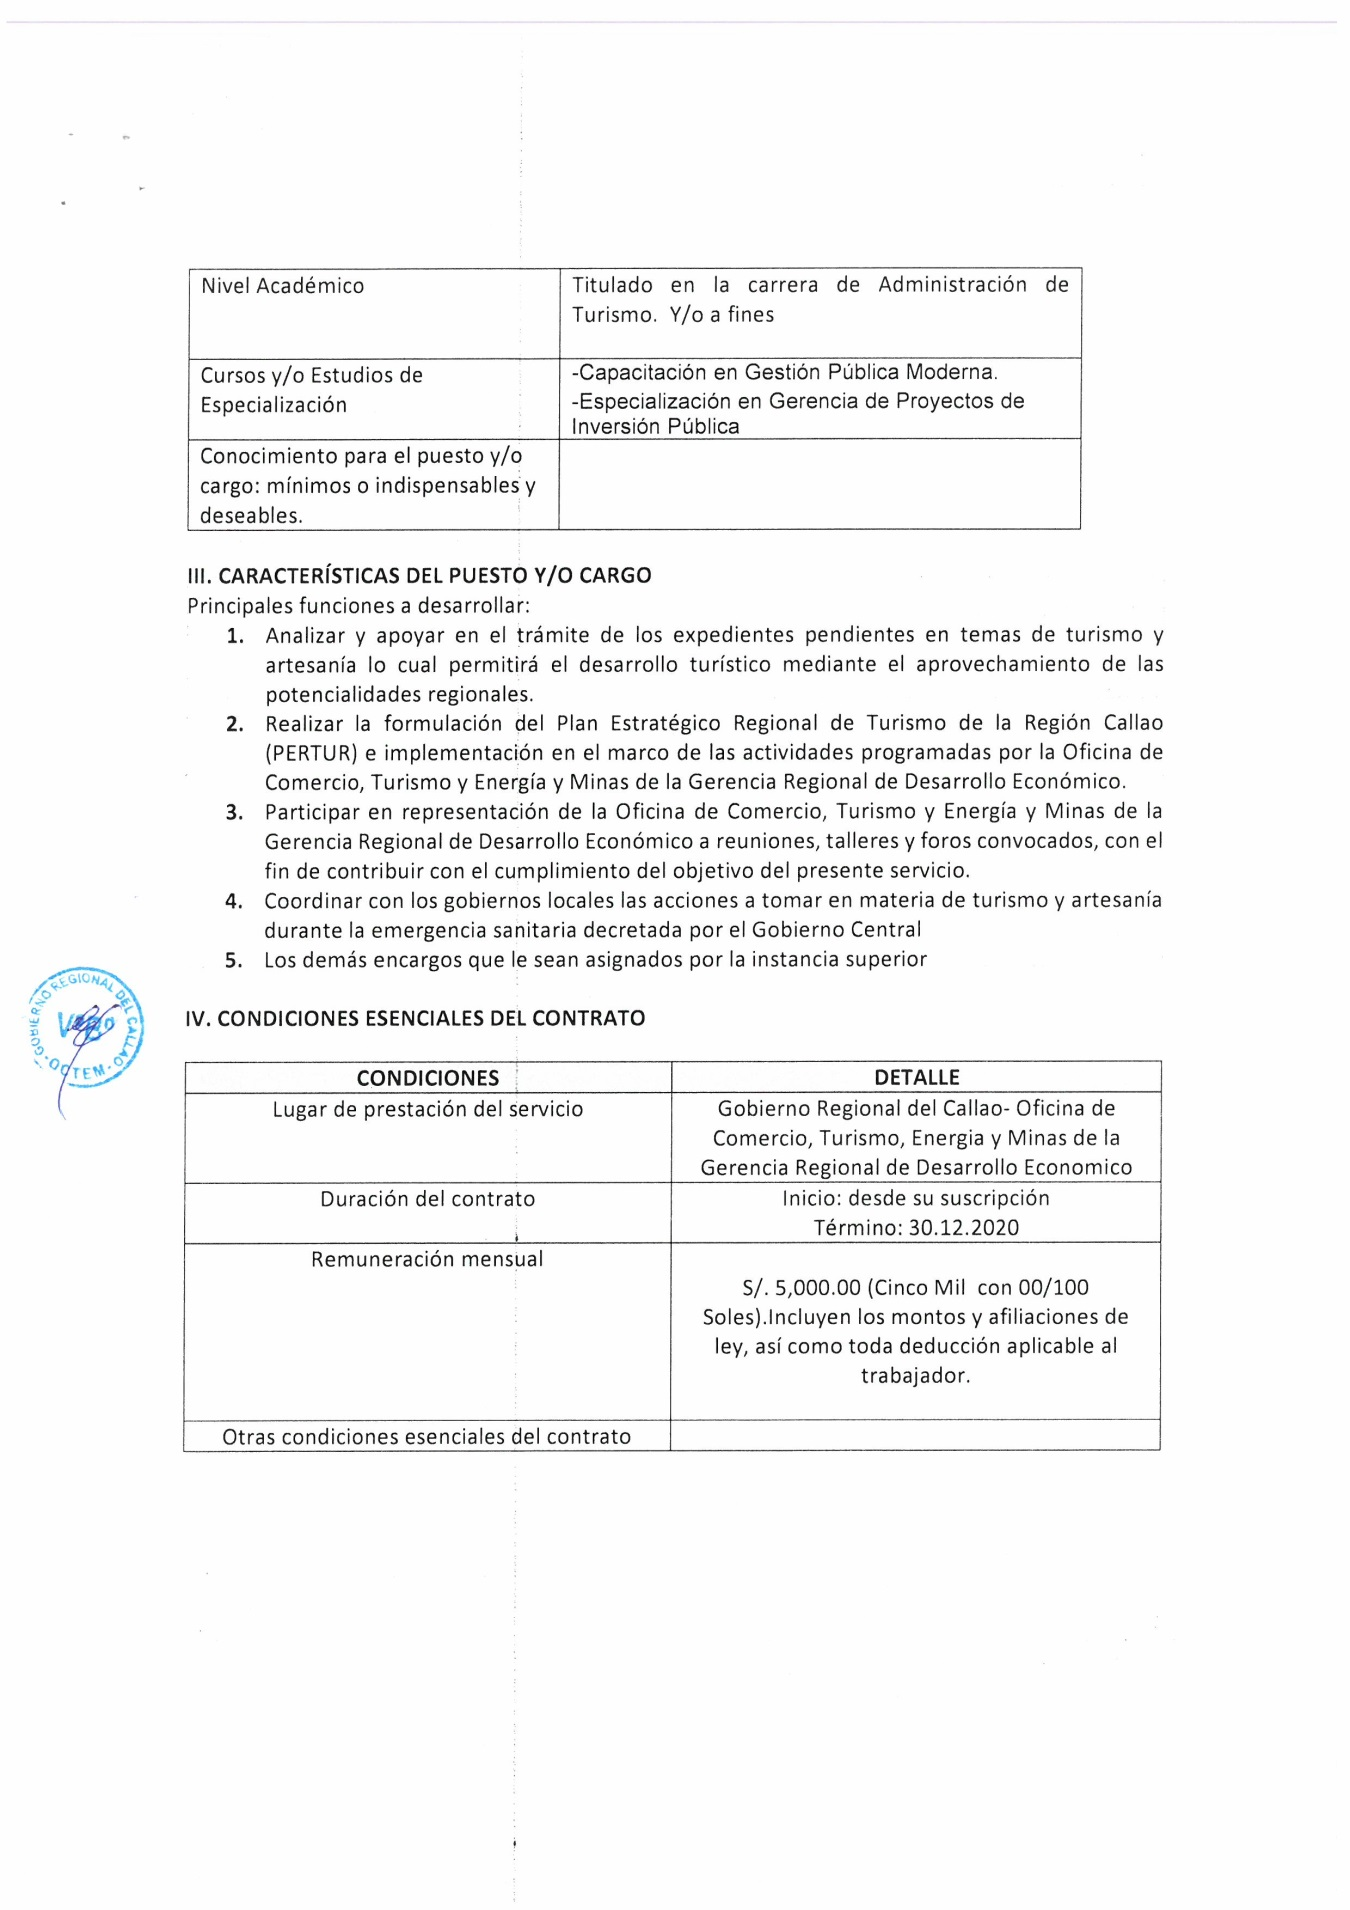 Nivel Académico
Titulado en la carrera de Administración de
Turismo. Y/o a fines
Cursos y/o Estudios de
Especialización
-Capacitación en Gestión Pública Moderna.
-Especialización en Gerencia de Proyectos de
Inversión Pública
Conocimiento para el puesto y/o
cargo: mínimos o indispensables y
deseables.
III. CARACTERÍSTICAS DEL PUESTO Y/O CARGO
Principales funciones a desarrollar:
1. Analizar y apoyar en el trámite de los expedientes pendientes en temas de turismo y
artesanía lo cual permitirá el desarrollo turístico mediante el aprovechamiento de las
potencialidades regionales.
2. Realizar la formulación del Plan Estratégico Regional de Turismo de la Región Callao
(PERTUR) e implementación en el marco de las actividades programadas por la Oficina de
Comercio, Turismo y Energía y Minas de la Gerencia Regional de Desarrollo Económico.
3. Participar en representación de la Oficina de Comercio, Turismo y Energía y Minas de la
Gerencia Regional de Desarrollo Económico a reuniones, talleres y foros convocados, con el
fin de contribuir con el cumplimiento del objetivo del presente servicio.
4. Coordinar con los gobiernos locales las acciones a tomar en materia de turismo y artesanía
durante la emergencia sanitaria decretada por el Gobierno Central
5. Los demás encargos que le sean asignados por la instancia superior
GOBIERNO REGIONAL DEL CALLAO
OCTEM
IV. CONDICIONES ESENCIALES DEL CONTRATO
CONDICIONES
DETALLE
Lugar de prestación del servicio
Gobierno Regional del Callao- Oficina de
Comercio, Turismo, Energia y Minas de la
Gerencia Regional de Desarrollo Economico
Duración del contrato
Inicio: desde su suscripción
Término: 30.12.2020
Remuneración mensual
S/. 5,000.00 (Cinco Mil con 00/100
Soles).Incluyen los montos y afiliaciones de
ley, así como toda deducción aplicable al
trabajador.
Otras condiciones esenciales del contrato